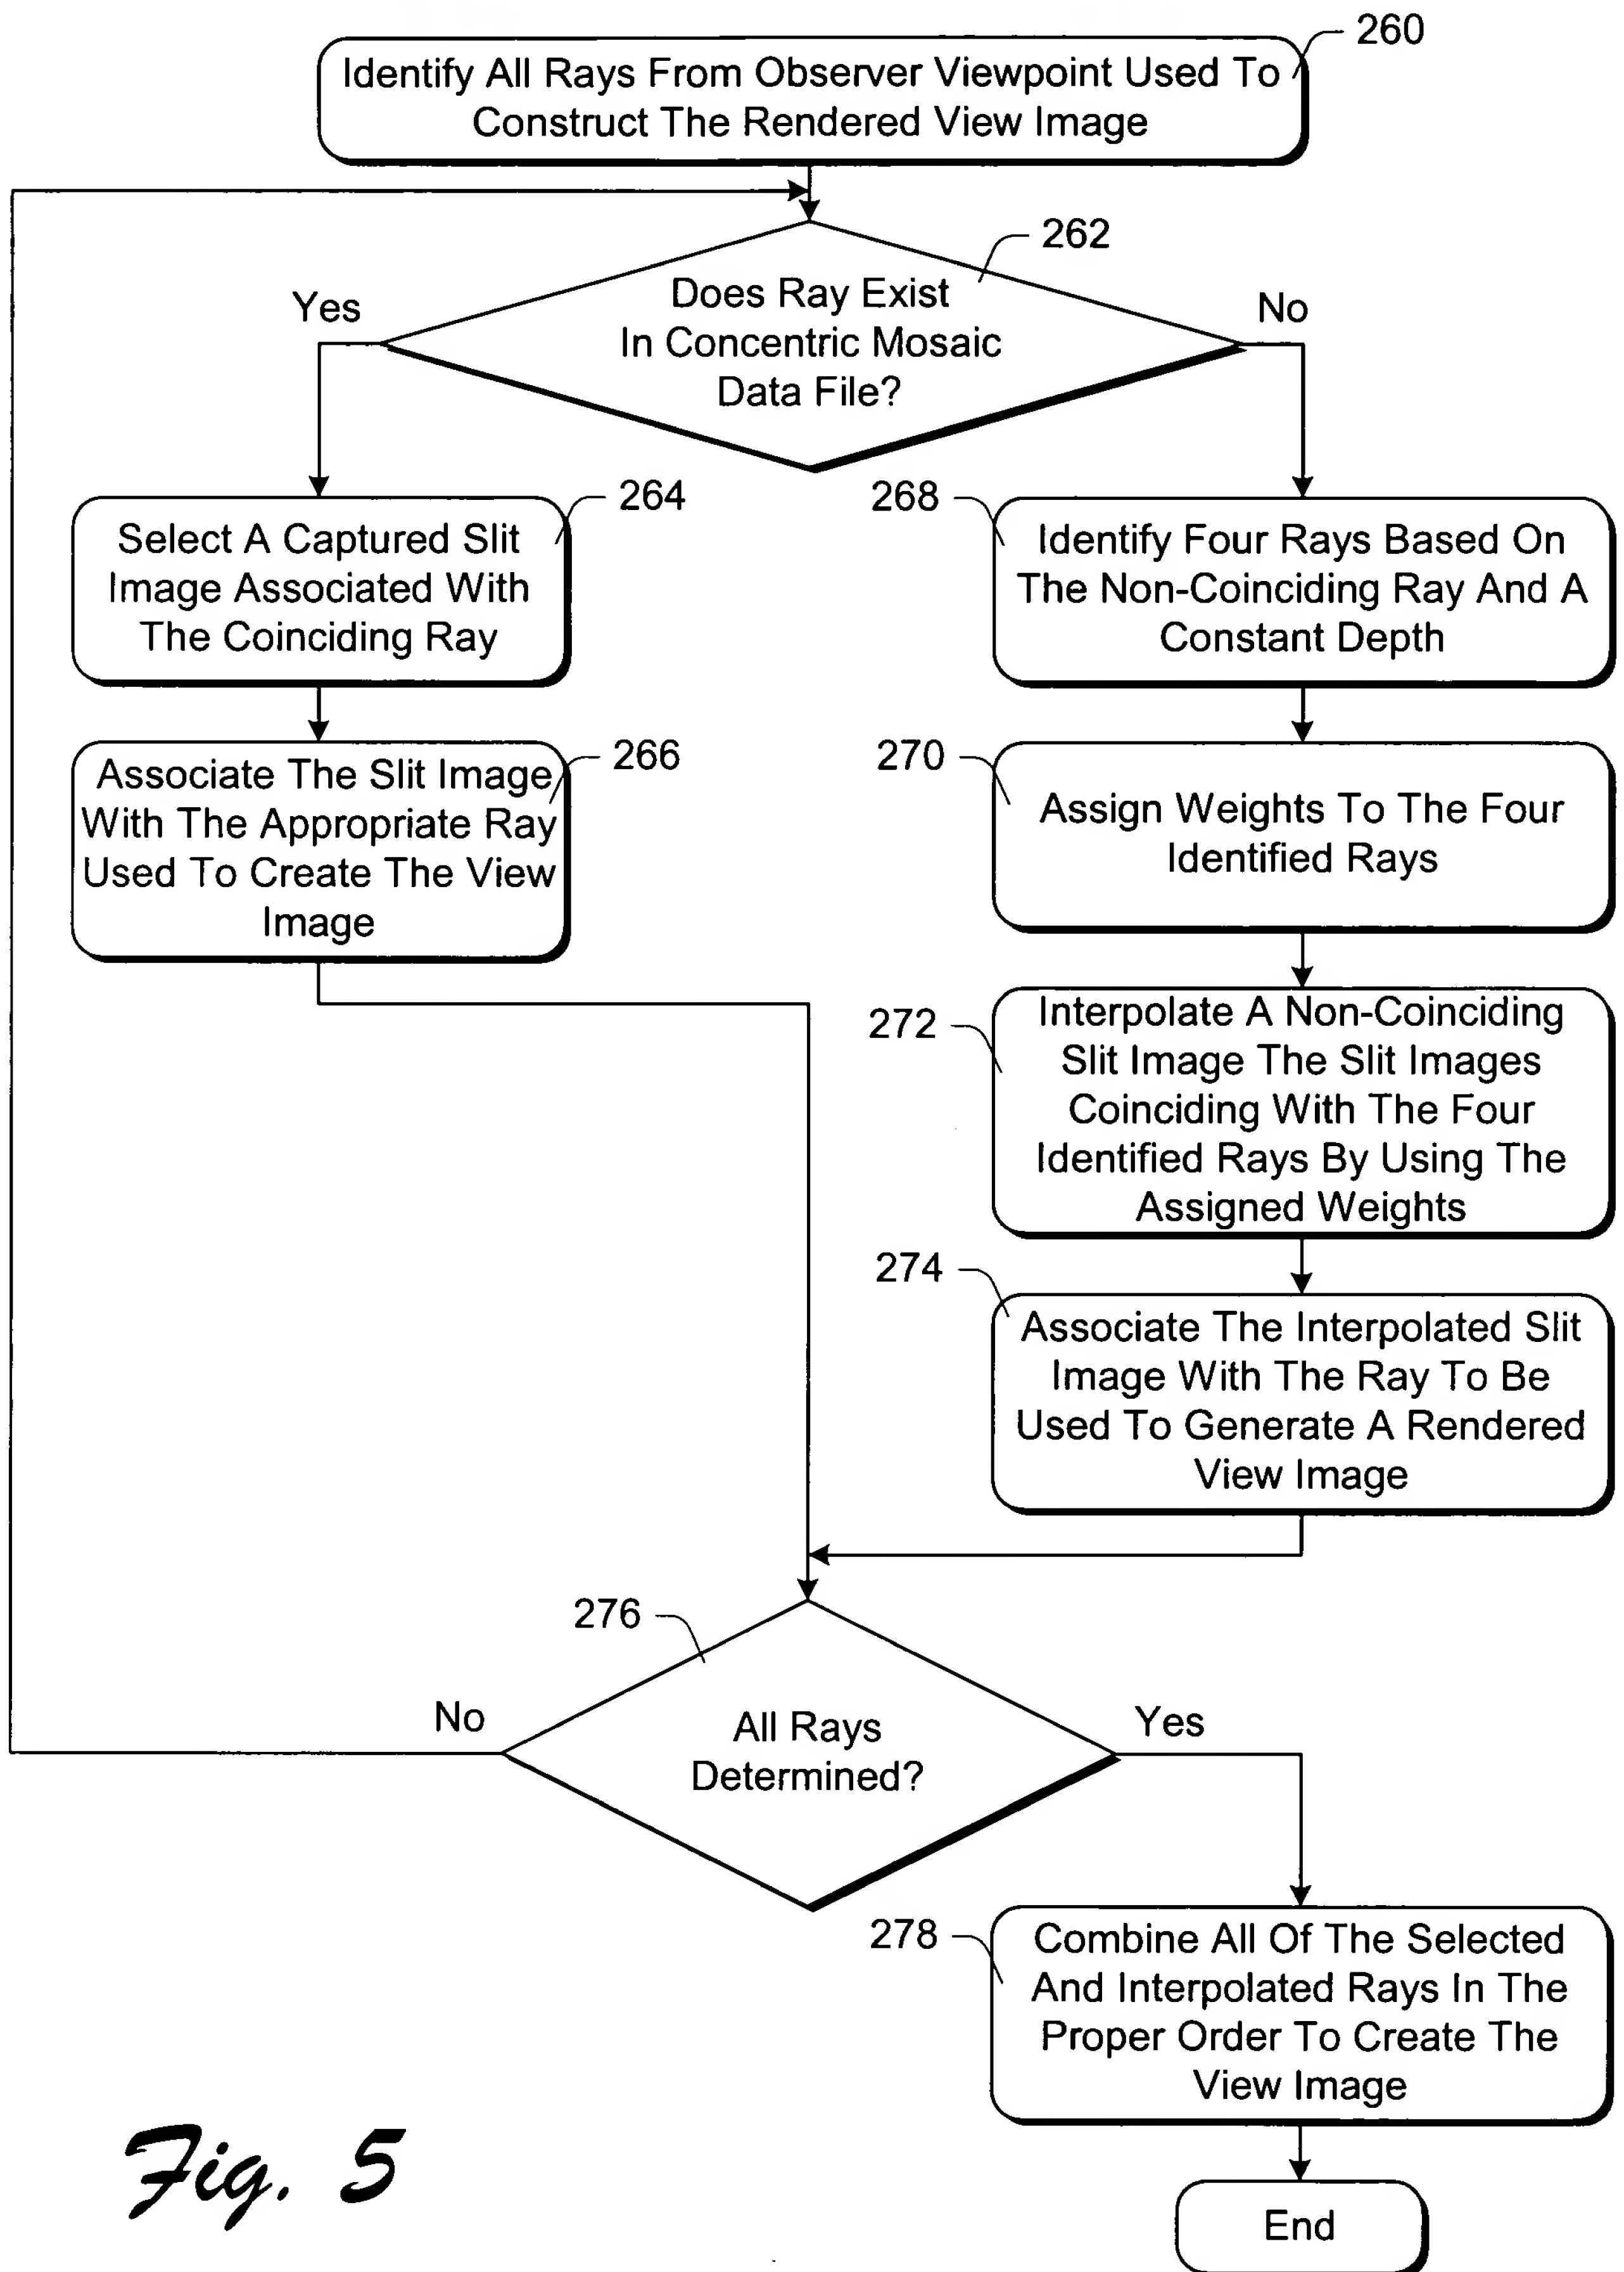 260
Identify All Rays From Observer Viewpoint Used To
Construct The Rendered View Image
262
Does Ray Exist
In Concentric Mosaic
Data File?
Yes
No
264
Select A Captured Slit
Image Associated With
The Coinciding Ray
268
Identify Four Rays Based On
The Non-Coinciding Ray And A
Constant Depth
266
Associate The Slit Image
With The Appropriate Ray
Used To Create The View
Image
270
Assign Weights To The Four
Identified Rays
272
Interpolate A Non-Coinciding
Slit Image The Slit Images
Coinciding With The Four
Identified Rays By Using The
Assigned Weights
274
Associate The Interpolated Slit
Image With The Ray To Be
Used To Generate A Rendered
View Image
276
All Rays
Determined?
No
Yes
278
Combine All Of The Selected
And Interpolated Rays In The
Proper Order To Create The
View Image
End
Fig. 5